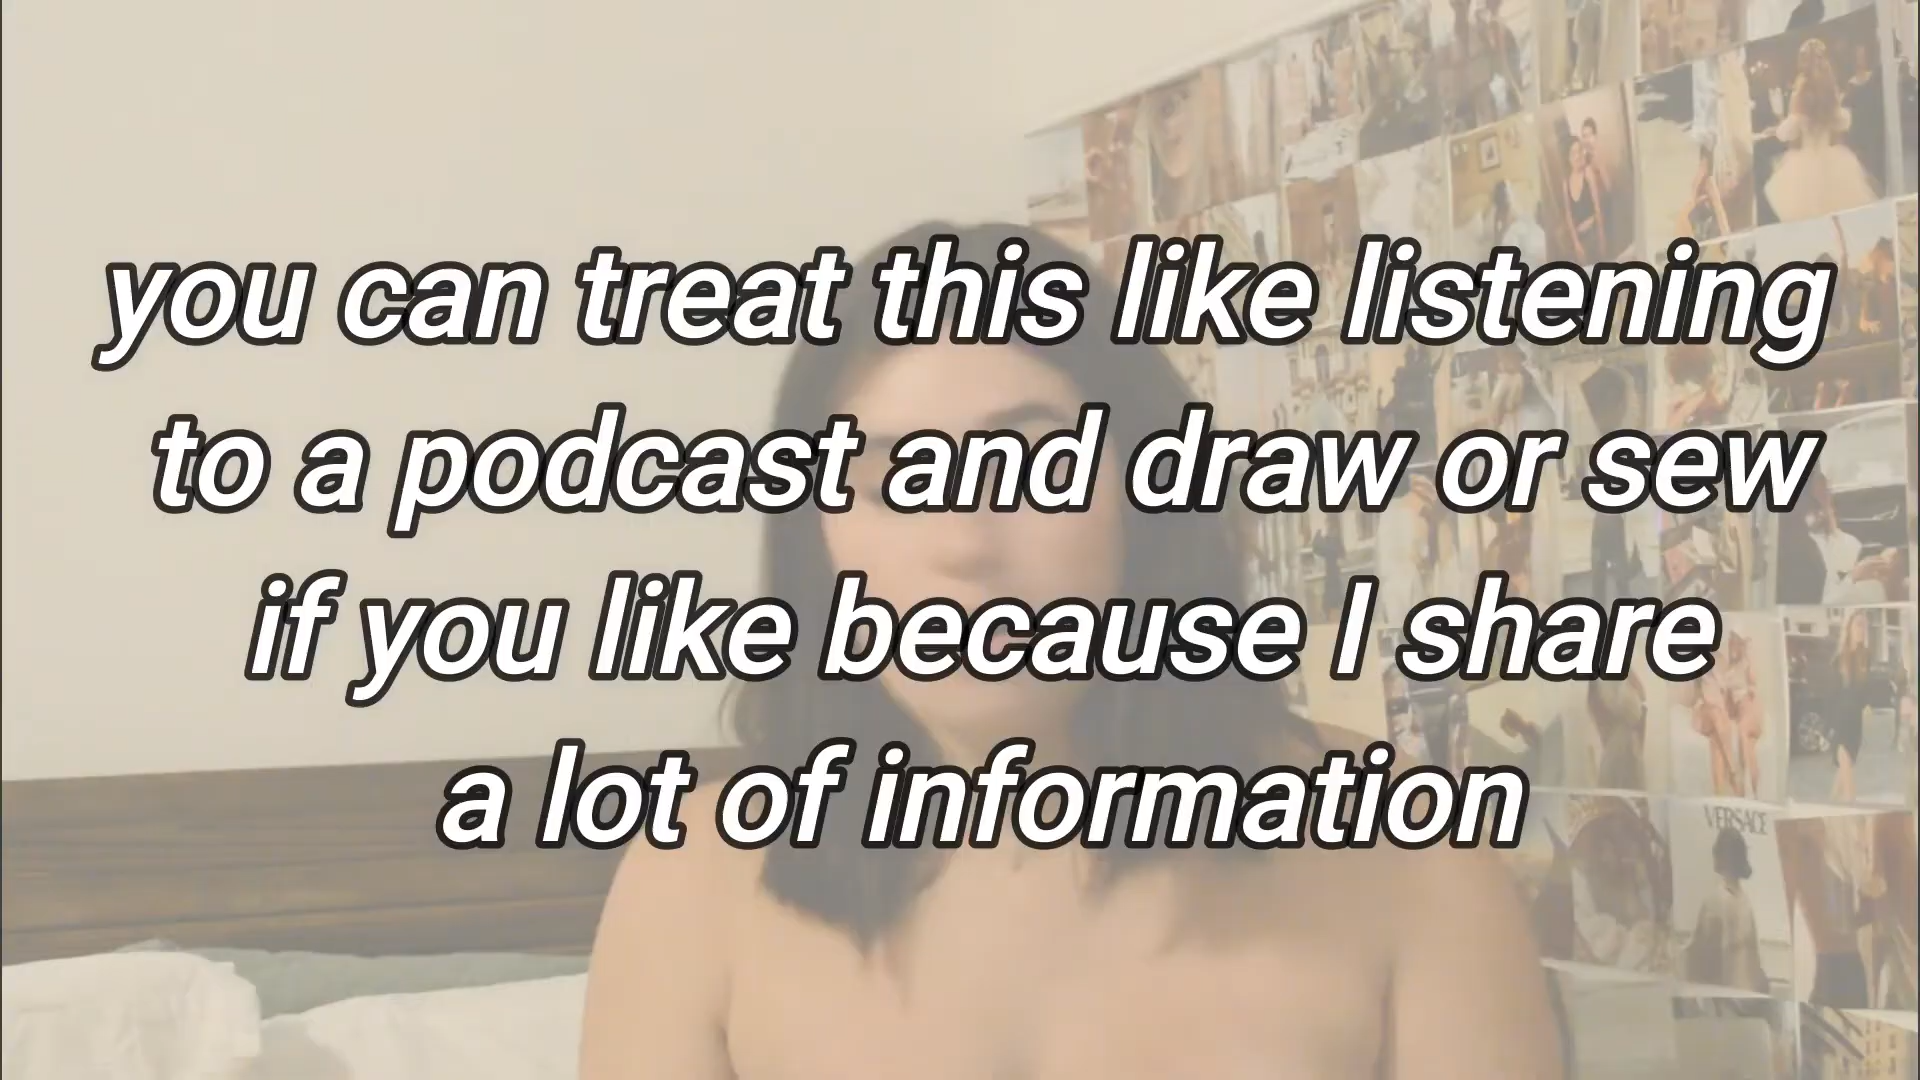 you can treat this like listening
to a podcast and draw or sew
if you like because I share
a lot of information
VERSACE